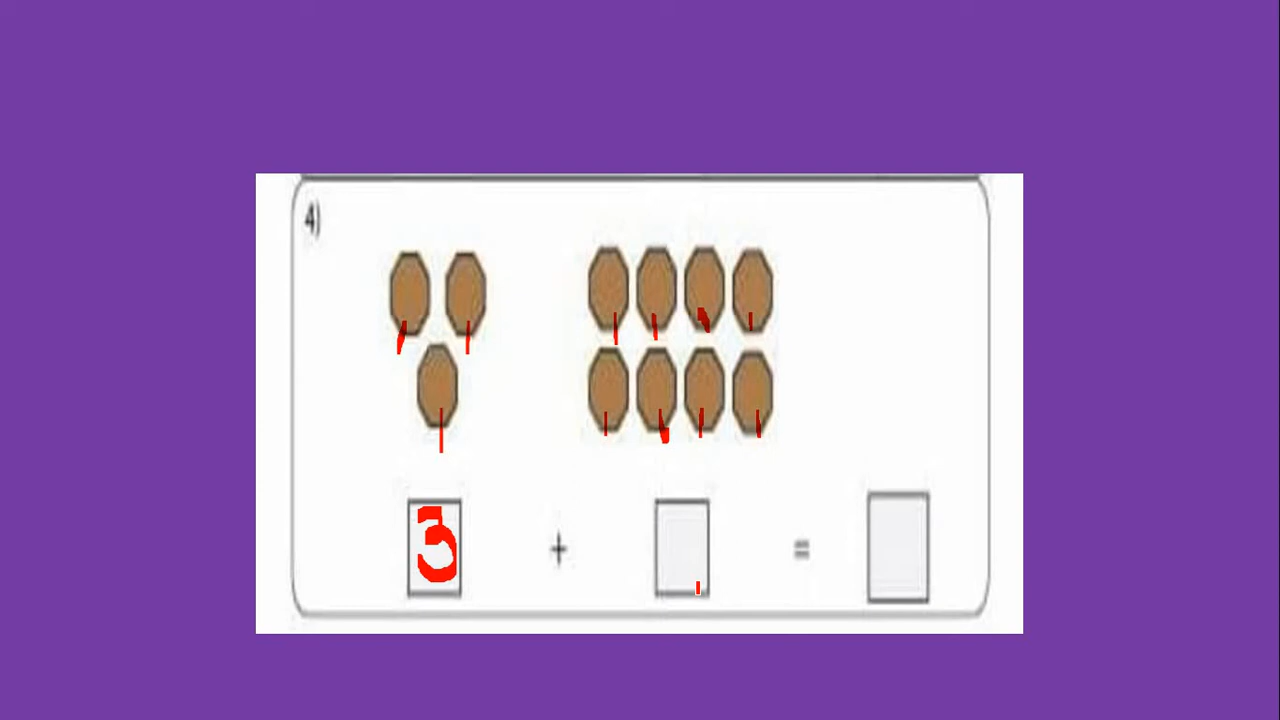 4)
3 + =